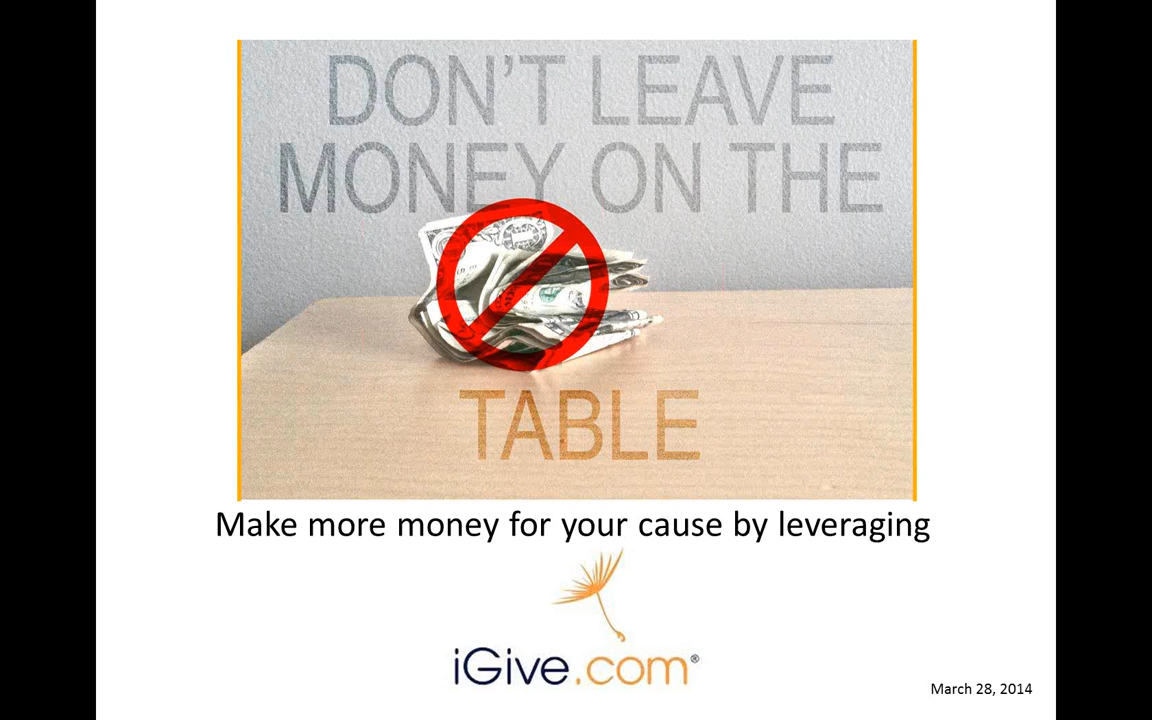 DON'T LEAVE
MONEY ON THE
TABLE
Make more money for your cause by leveraging
iGive.com®
March 28, 2014